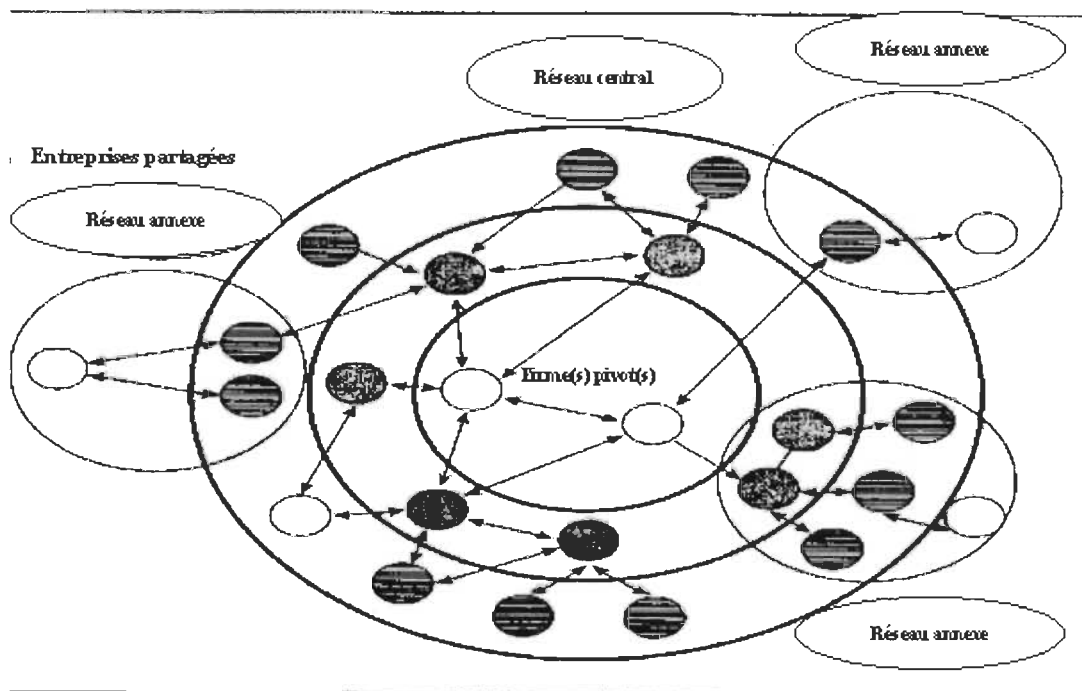 Réseau annexe
Réseau central
Entreprises partagées
Réseau annexe
Firme(s) pivot(s)
Réseau annexe